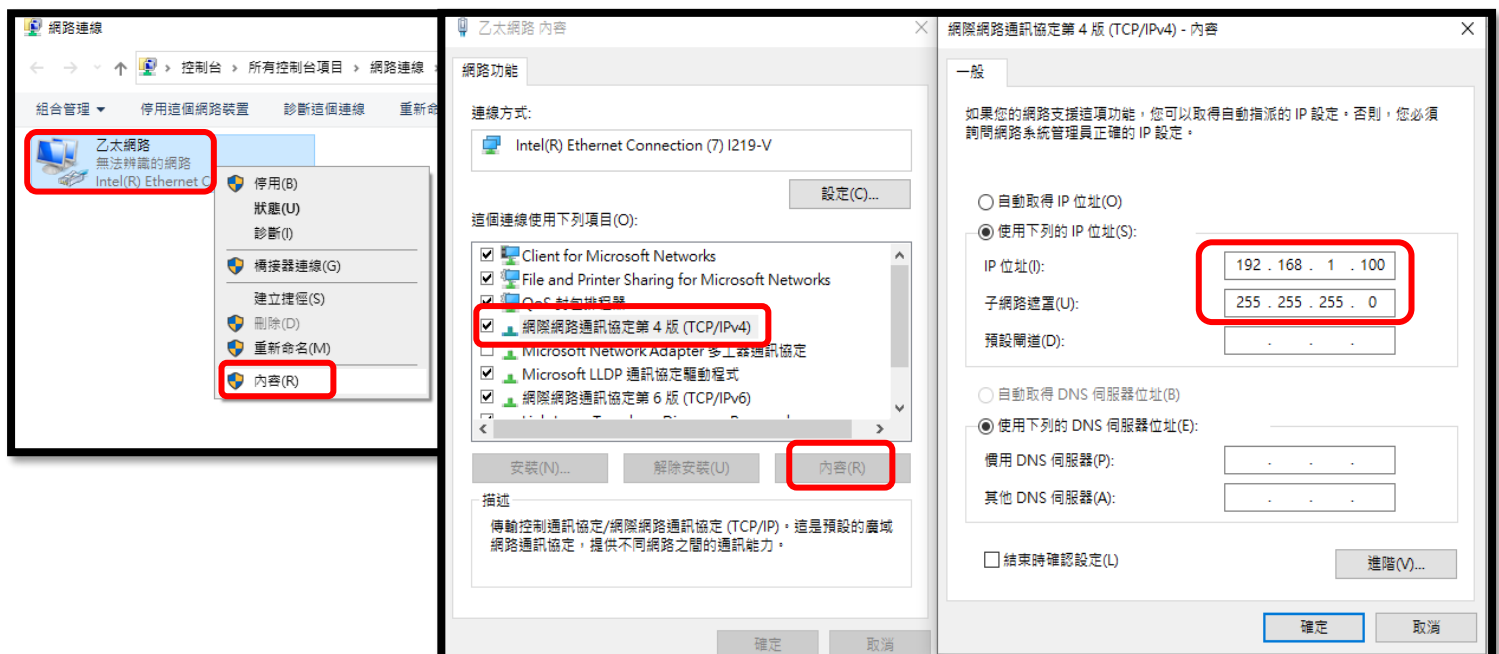 網路連線
控制台 › 所有控制台項目 › 網路連線 ›
組合管理 停用這個網路裝置 診斷這個連線 重新命
乙太網路
無法辨識的網路
Intel(R) Ethernet C
停用(B)
狀態(U)
診斷(I)
橋接器連線(G)
建立捷徑(S)
刪除(D)
重新命名(M)
內容(R)
乙太網路 內容
網路功能
連線方式:
Intel(R) Ethernet Connection (7) I219-V
設定(C)...
這個連線使用下列項目(O):
Client for Microsoft Networks
File and Printer Sharing for Microsoft Networks
QoS 封包排程器
網際網路通訊協定第 4 版 (TCP/IPv4)
Microsoft Network Adapter 多工器通訊協定
Microsoft LLDP 通訊協定驅動程式
網際網路通訊協定第 6 版 (TCP/IPv6)
安裝(N)...
解除安裝(U)
內容(R)
描述
傳輸控制通訊協定/網際網路通訊協定 (TCP/IP)。這是預設的廣域
網路通訊協定，提供不同網路之間的通訊能力。
確定
取消
網際網路通訊協定第 4 版 (TCP/IPv4) - 內容
一般
如果您的網路支援這項功能，您可以取得自動指派的 IP 設定。否則，您必須
詢問網路系統管理員正確的 IP 設定。
自動取得 IP 位址(O)
使用下列的 IP 位址(S):
IP 位址(I): 192 . 168 . 1 . 100
子網路遮罩(U): 255 . 255 . 255 . 0
預設閘道(D): . . .
自動取得 DNS 伺服器位址(B)
使用下列的 DNS 伺服器位址(E):
慣用 DNS 伺服器(P): . . .
其他 DNS 伺服器(A): . . .
結束時確認設定(L)
進階(V)...
確定
取消